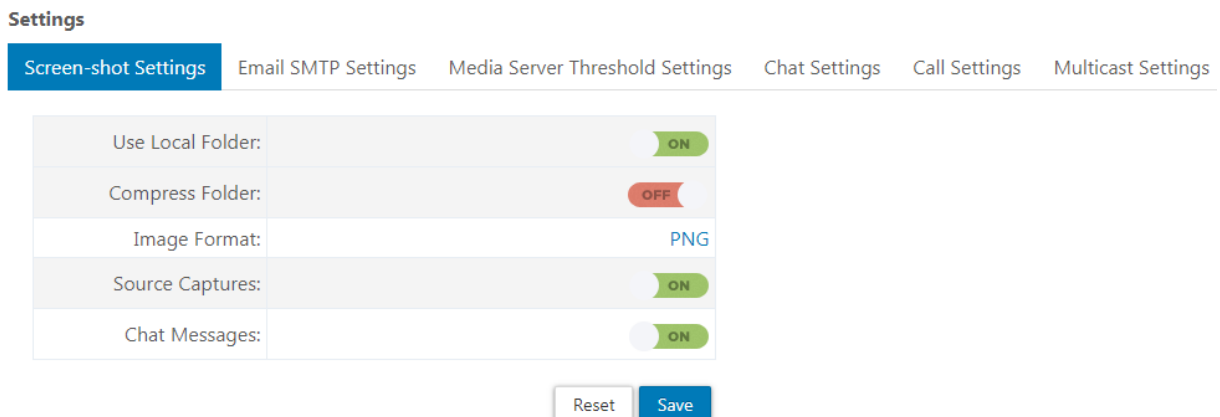 Settings
Screen-shot Settings Email SMTP Settings Media Server Threshold Settings Chat Settings Call Settings Multicast Settings
Use Local Folder: ON
Compress Folder: OFF
Image Format: PNG
Source Captures: ON
Chat Messages: ON
Reset Save